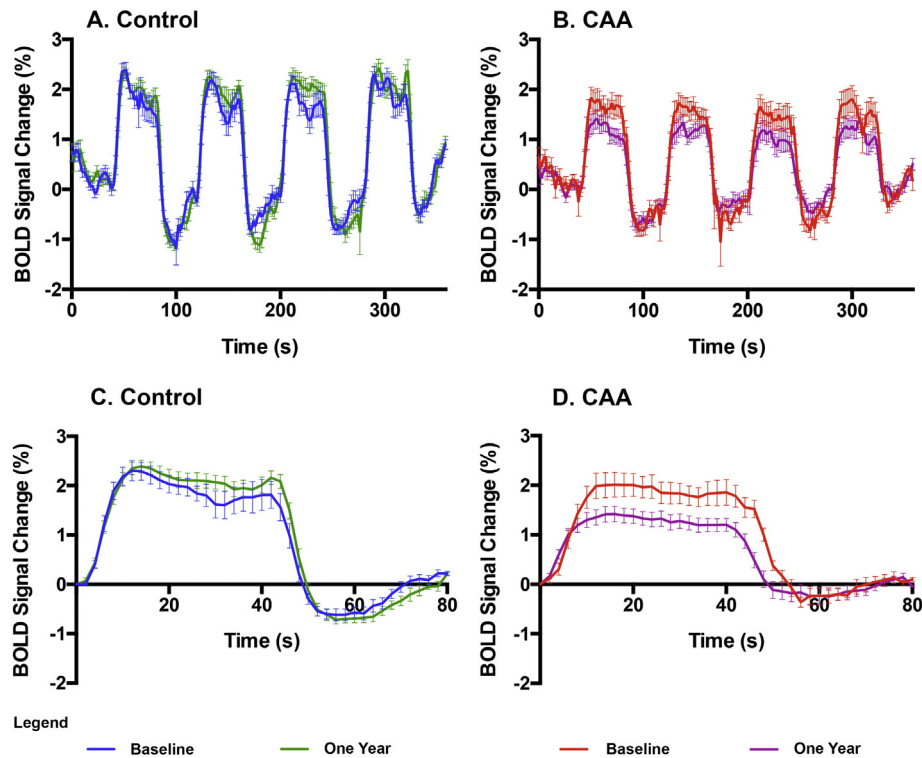 A. Control
B. CAA
BOLD Signal Change (%)
3
2
1
0
-1
-2
0
100
200
300
Time (s)
BOLD Signal Change (%)
3
2
1
0
-1
-2
0
100
200
300
Time (s)
C. Control
D. CAA
BOLD Signal Change (%)
3
2
1
0
-1
-2
20
40
60
80
Time (s)
BOLD Signal Change (%)
3
2
1
0
-1
-2
20
40
60
80
Time (s)
Legend
Baseline
One Year
Baseline
One Year